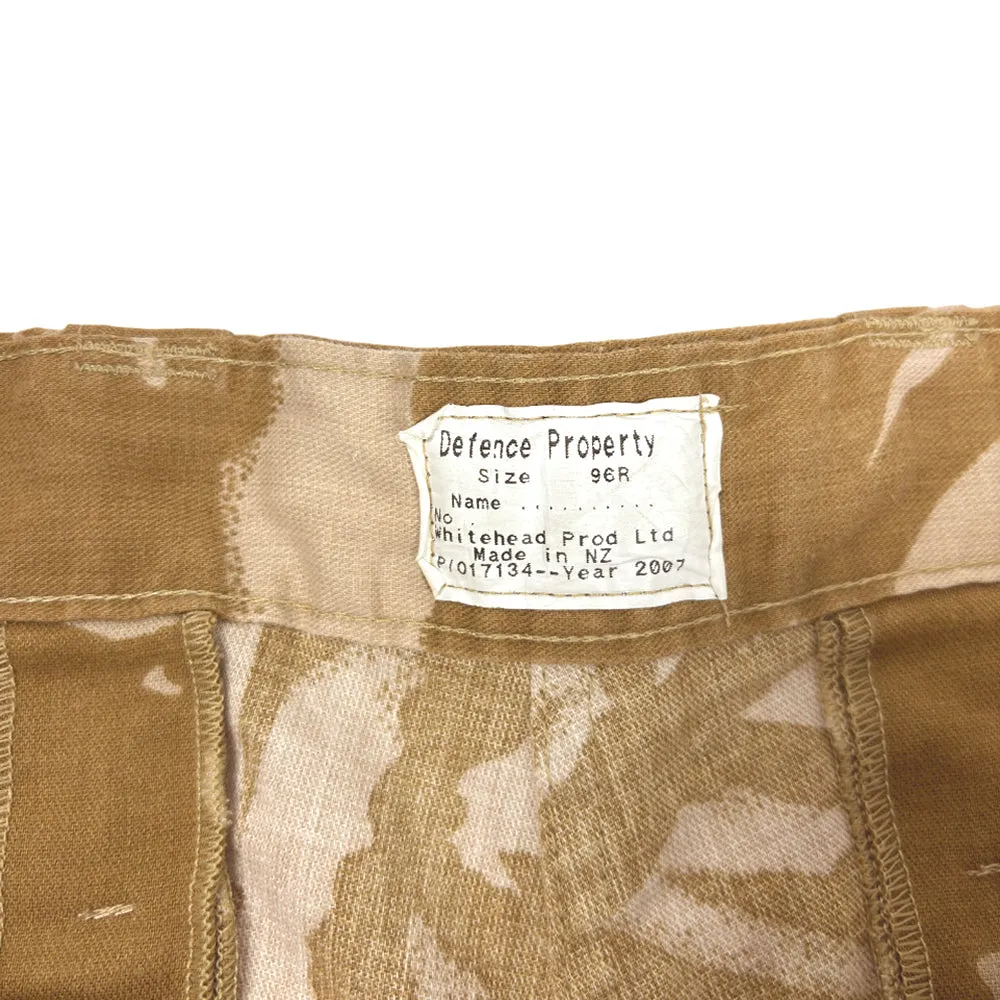 Defence Property
Size 96R
Name ..........
No .
Whitehead Prod Ltd
Made in NZ
P/017134--Year 2007